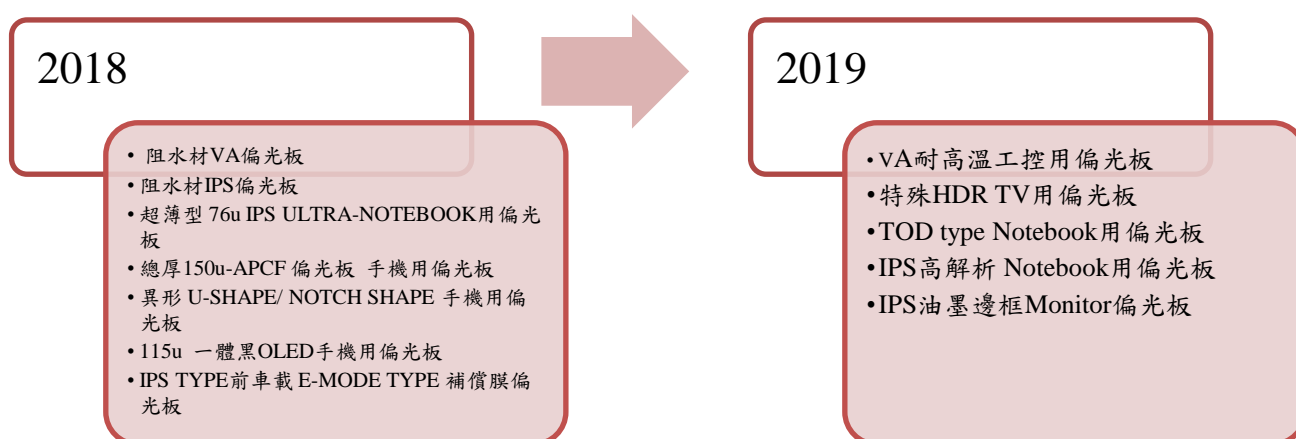 2018
• 阻水材VA偏光板
• 阻水材IPS偏光板
• 超薄型 76u IPS ULTRA-NOTEBOOK用偏光
板
• 總厚150u-APCF 偏光板 手機用偏光板
• 異形 U-SHAPE/ NOTCH SHAPE 手機用偏
光板
• 115u 一體黑OLED手機用偏光板
• IPS TYPE前車載 E-MODE TYPE 補償膜偏
光板
2019
• vA耐高溫工控用偏光板
• 特殊HDR TV用偏光板
• TOD type Notebook用偏光板
• IPS高解析 Notebook用偏光板
• IPS油墨邊框Monitor偏光板